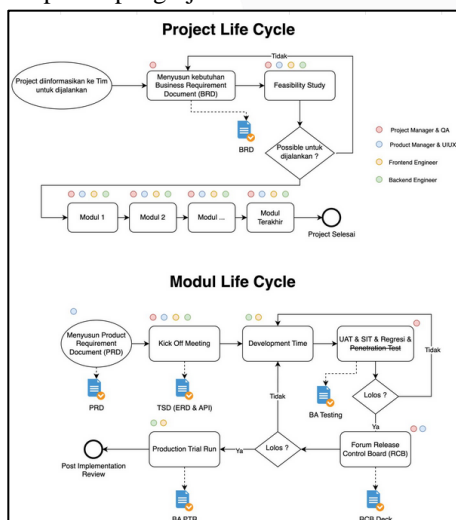 Project Life Cycle
Tidak
Project diinformasikan ke Tim
untuk dijalankan
Menyusun kebutuhan
Business Requirement
Document (BRD)
Feasibility Study
BRD
Possible untuk
dijalankan ?
Project Manager & QA
Product Manager & UIUX
Frontend Engineer
Backend Engineer
Modul 1
Modul 2
Modul ...
Modul
Terakhir
Project Selesai
Modul Life Cycle
Menyusun Product
Requirement
Document (PRD)
Kick Off Meeting
Development Time
UAT & SIT & Regresi &
Penetration Test
Tidak
PRD
TSD (ERD & API)
BA Testing
Lolos ?
Tidak
Ya
Production Trial Run
Ya
Lolos ?
Forum Release
Control Board (RCB)
Post Implementation
Review
BA PTR
RCB Deck